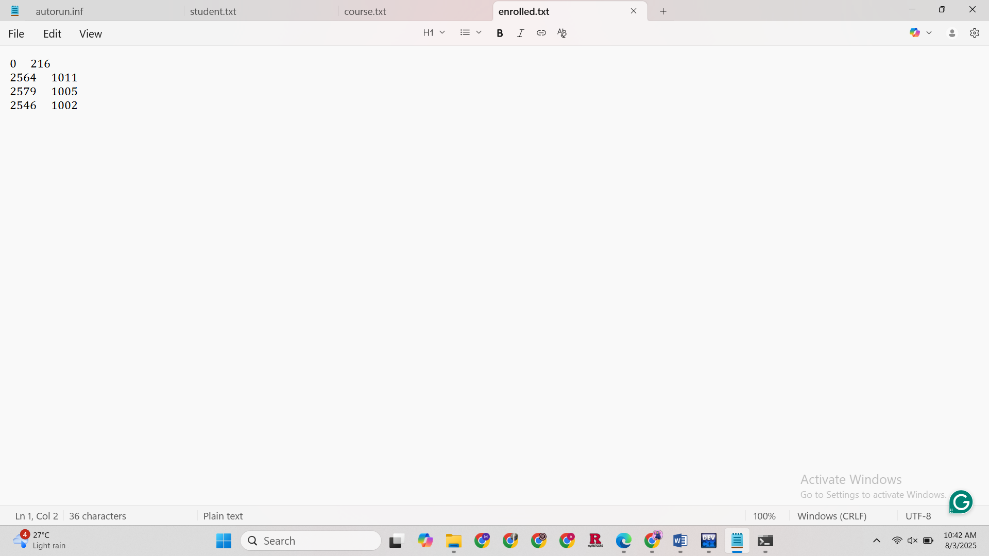 autorun.inf
student.txt
course.txt
enrolled.txt
File Edit View
H1
B I
0 216
2564 1011
2579 1005
2546 1002
Activate Windows
Go to Settings to activate Windows.
Ln 1, Col 2 36 characters Plain text 100% Windows (CRLF) UTF-8
4 27°C
Light rain
Search
DEV
10:42 AM
8/3/2025